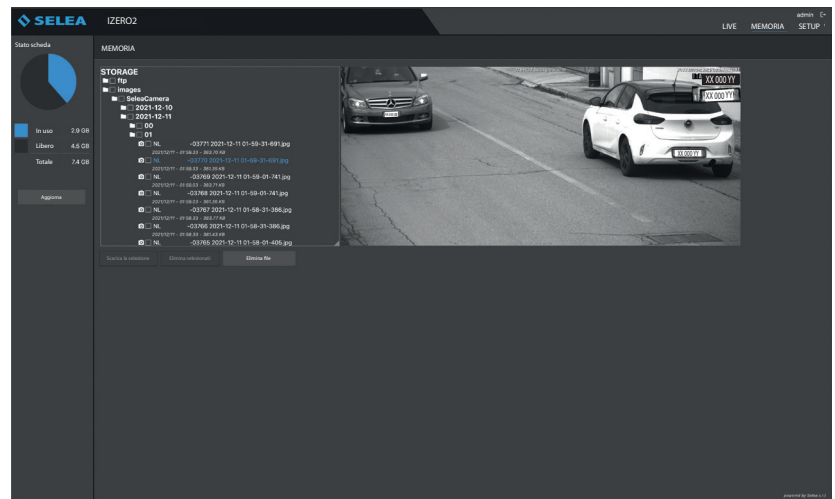 SELEA
IZERO2
admin
LIVE MEMORIA SETUP
Stato scheda
MEMORIA
In uso 2.9 GB
Libero 4.5 GB
Totale 7.4 GB
Aggiorna
STORAGE
ftp
images
SeleaCamera
2021-12-10
2021-12-11
00
01
NL -03771 2021-12-11 01-59-31-691.jpg
NL -03770 2021-12-11 01-59-31-691.jpg
NL -03769 2021-12-11 01-59-01-741.jpg
NL -03768 2021-12-11 01-59-01-741.jpg
NL -03767 2021-12-11 01-58-31-386.jpg
NL -03766 2021-12-11 01-58-31-386.jpg
NL -03765 2021-12-11 01-58-01-405.jpg
XX 000 YY
XX 000 YY
XX 000 YY
Scarica la selezione Elimina selezionati Elimina file
powered by Selea s.r.l.